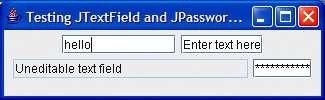 Testing JTextField and JPasswor...
hello
Enter text here
Uneditable text field
***********